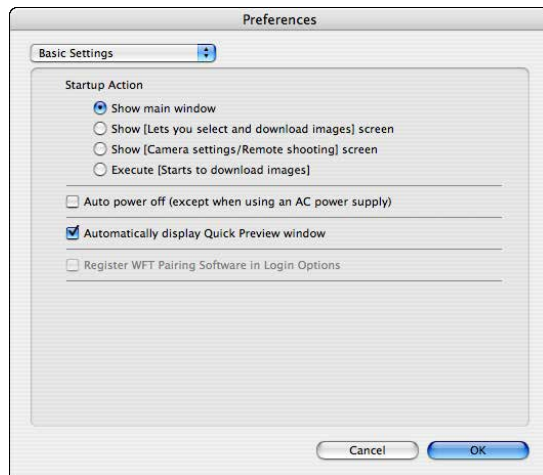 Preferences
Basic Settings
Startup Action
Show main window
Show [Lets you select and download images] screen
Show [Camera settings/Remote shooting] screen
Execute [Starts to download images]
Auto power off (except when using an AC power supply)
Automatically display Quick Preview window
Register WFT Pairing Software in Login Options
Cancel
OK